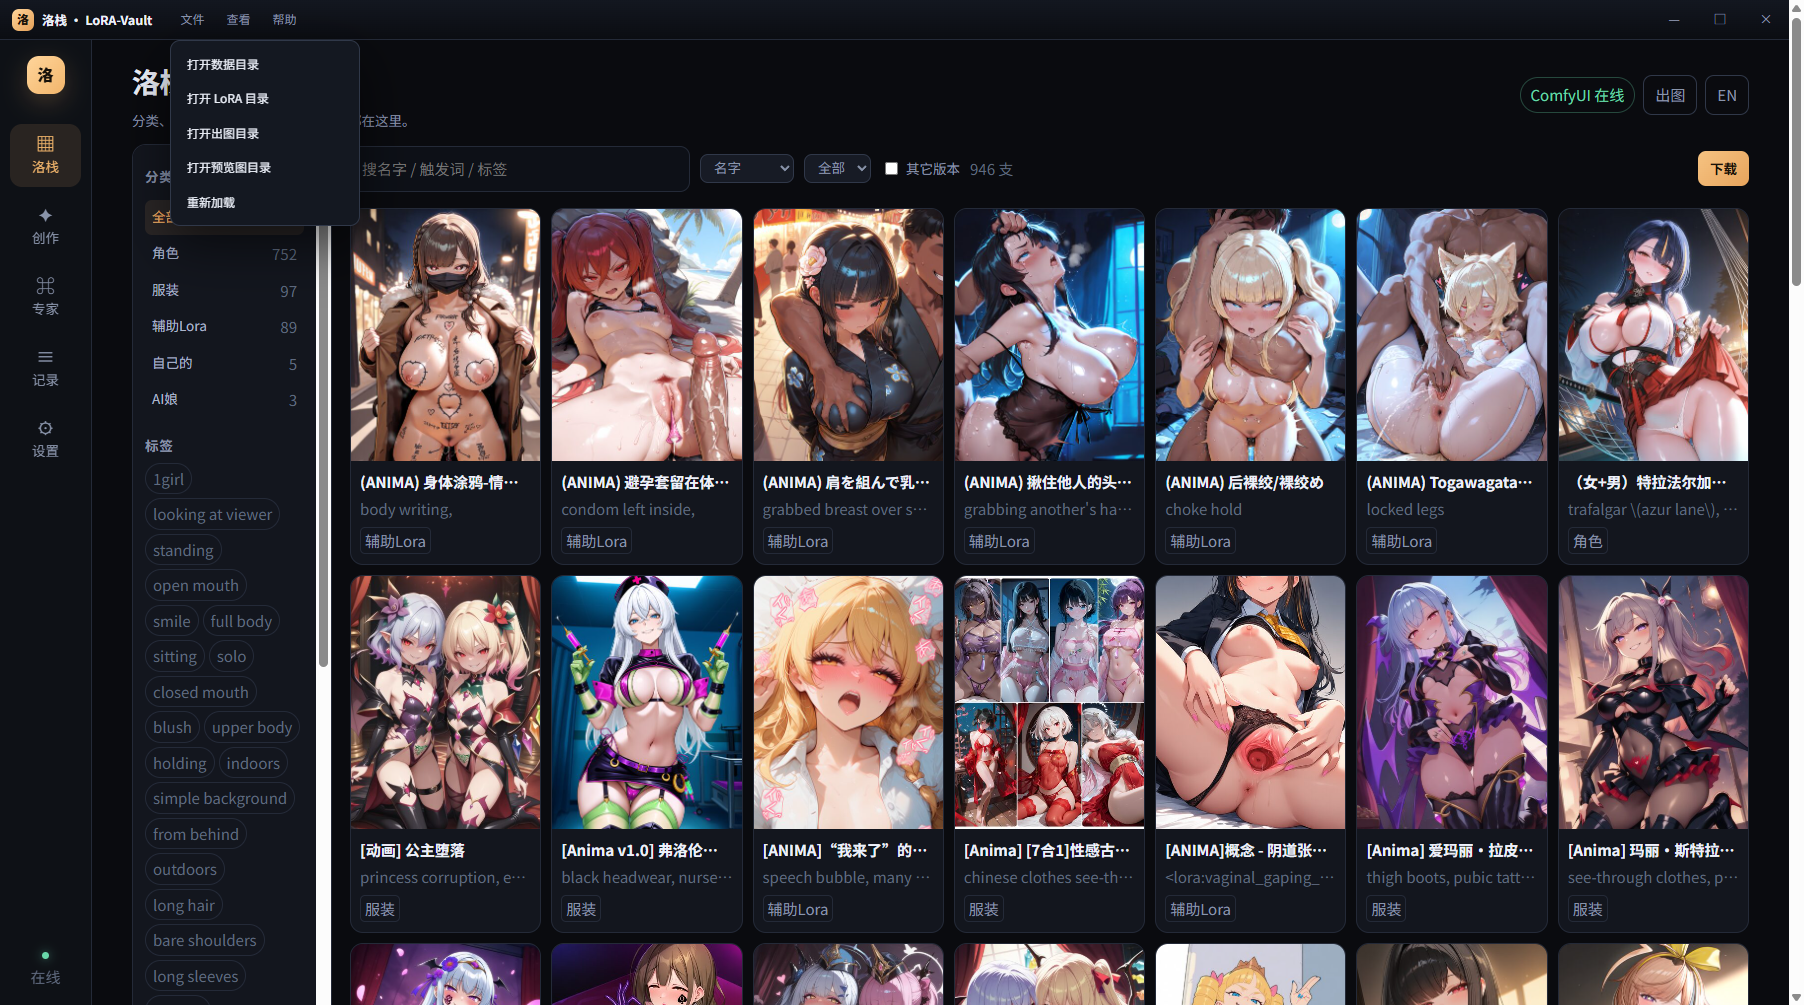 洛 洛栈 • LoRA-Vault 文件 查看 帮助
打开数据目录
打开 LoRA 目录
打开出图目录
打开预览图目录
重新加载
洛
洛栈
创作
专家
记录
设置
在线
洛栈
分类、
在这里。
ComfyUI 在线 出图 EN
搜名字 / 触发词 / 标签 名字 全部 其它版本 946 支 下载
分类
全部
角色 752
服装 97
辅助Lora 89
自己的 5
AI娘 3
标签
1girl
looking at viewer
standing
open mouth
smile full body
sitting solo
closed mouth
blush upper body
holding indoors
simple background
from behind
outdoors
long hair
bare shoulders
long sleeves
(ANIMA) 身体涂鸦-情…
body writing,
辅助Lora
(ANIMA) 避孕套留在体…
condom left inside,
辅助Lora
(ANIMA) 肩を組んで乳…
grabbed breast over s…
辅助Lora
(ANIMA) 揪住他人的头…
grabbing another's ha…
辅助Lora
(ANIMA) 后裸绞/裸绞め
choke hold
辅助Lora
(ANIMA) Togawagata…
locked legs
辅助Lora
（女+男）特拉法尔加…
trafalgar \(azur lane\), …
角色
[动画] 公主堕落
princess corruption, e…
服装
[Anima v1.0] 弗洛伦…
black headwear, nurse…
服装
[ANIMA]“我来了”的…
speech bubble, many …
辅助Lora
[Anima] [7合1]性感古…
chinese clothes see-th…
服装
[ANIMA]概念 - 阴道张…
<lora:vaginal_gaping_…
辅助Lora
[Anima] 爱玛丽・拉皮…
thigh boots, pubic tatt…
服装
[Anima] 玛丽・斯特拉…
see-through clothes, p…
服装